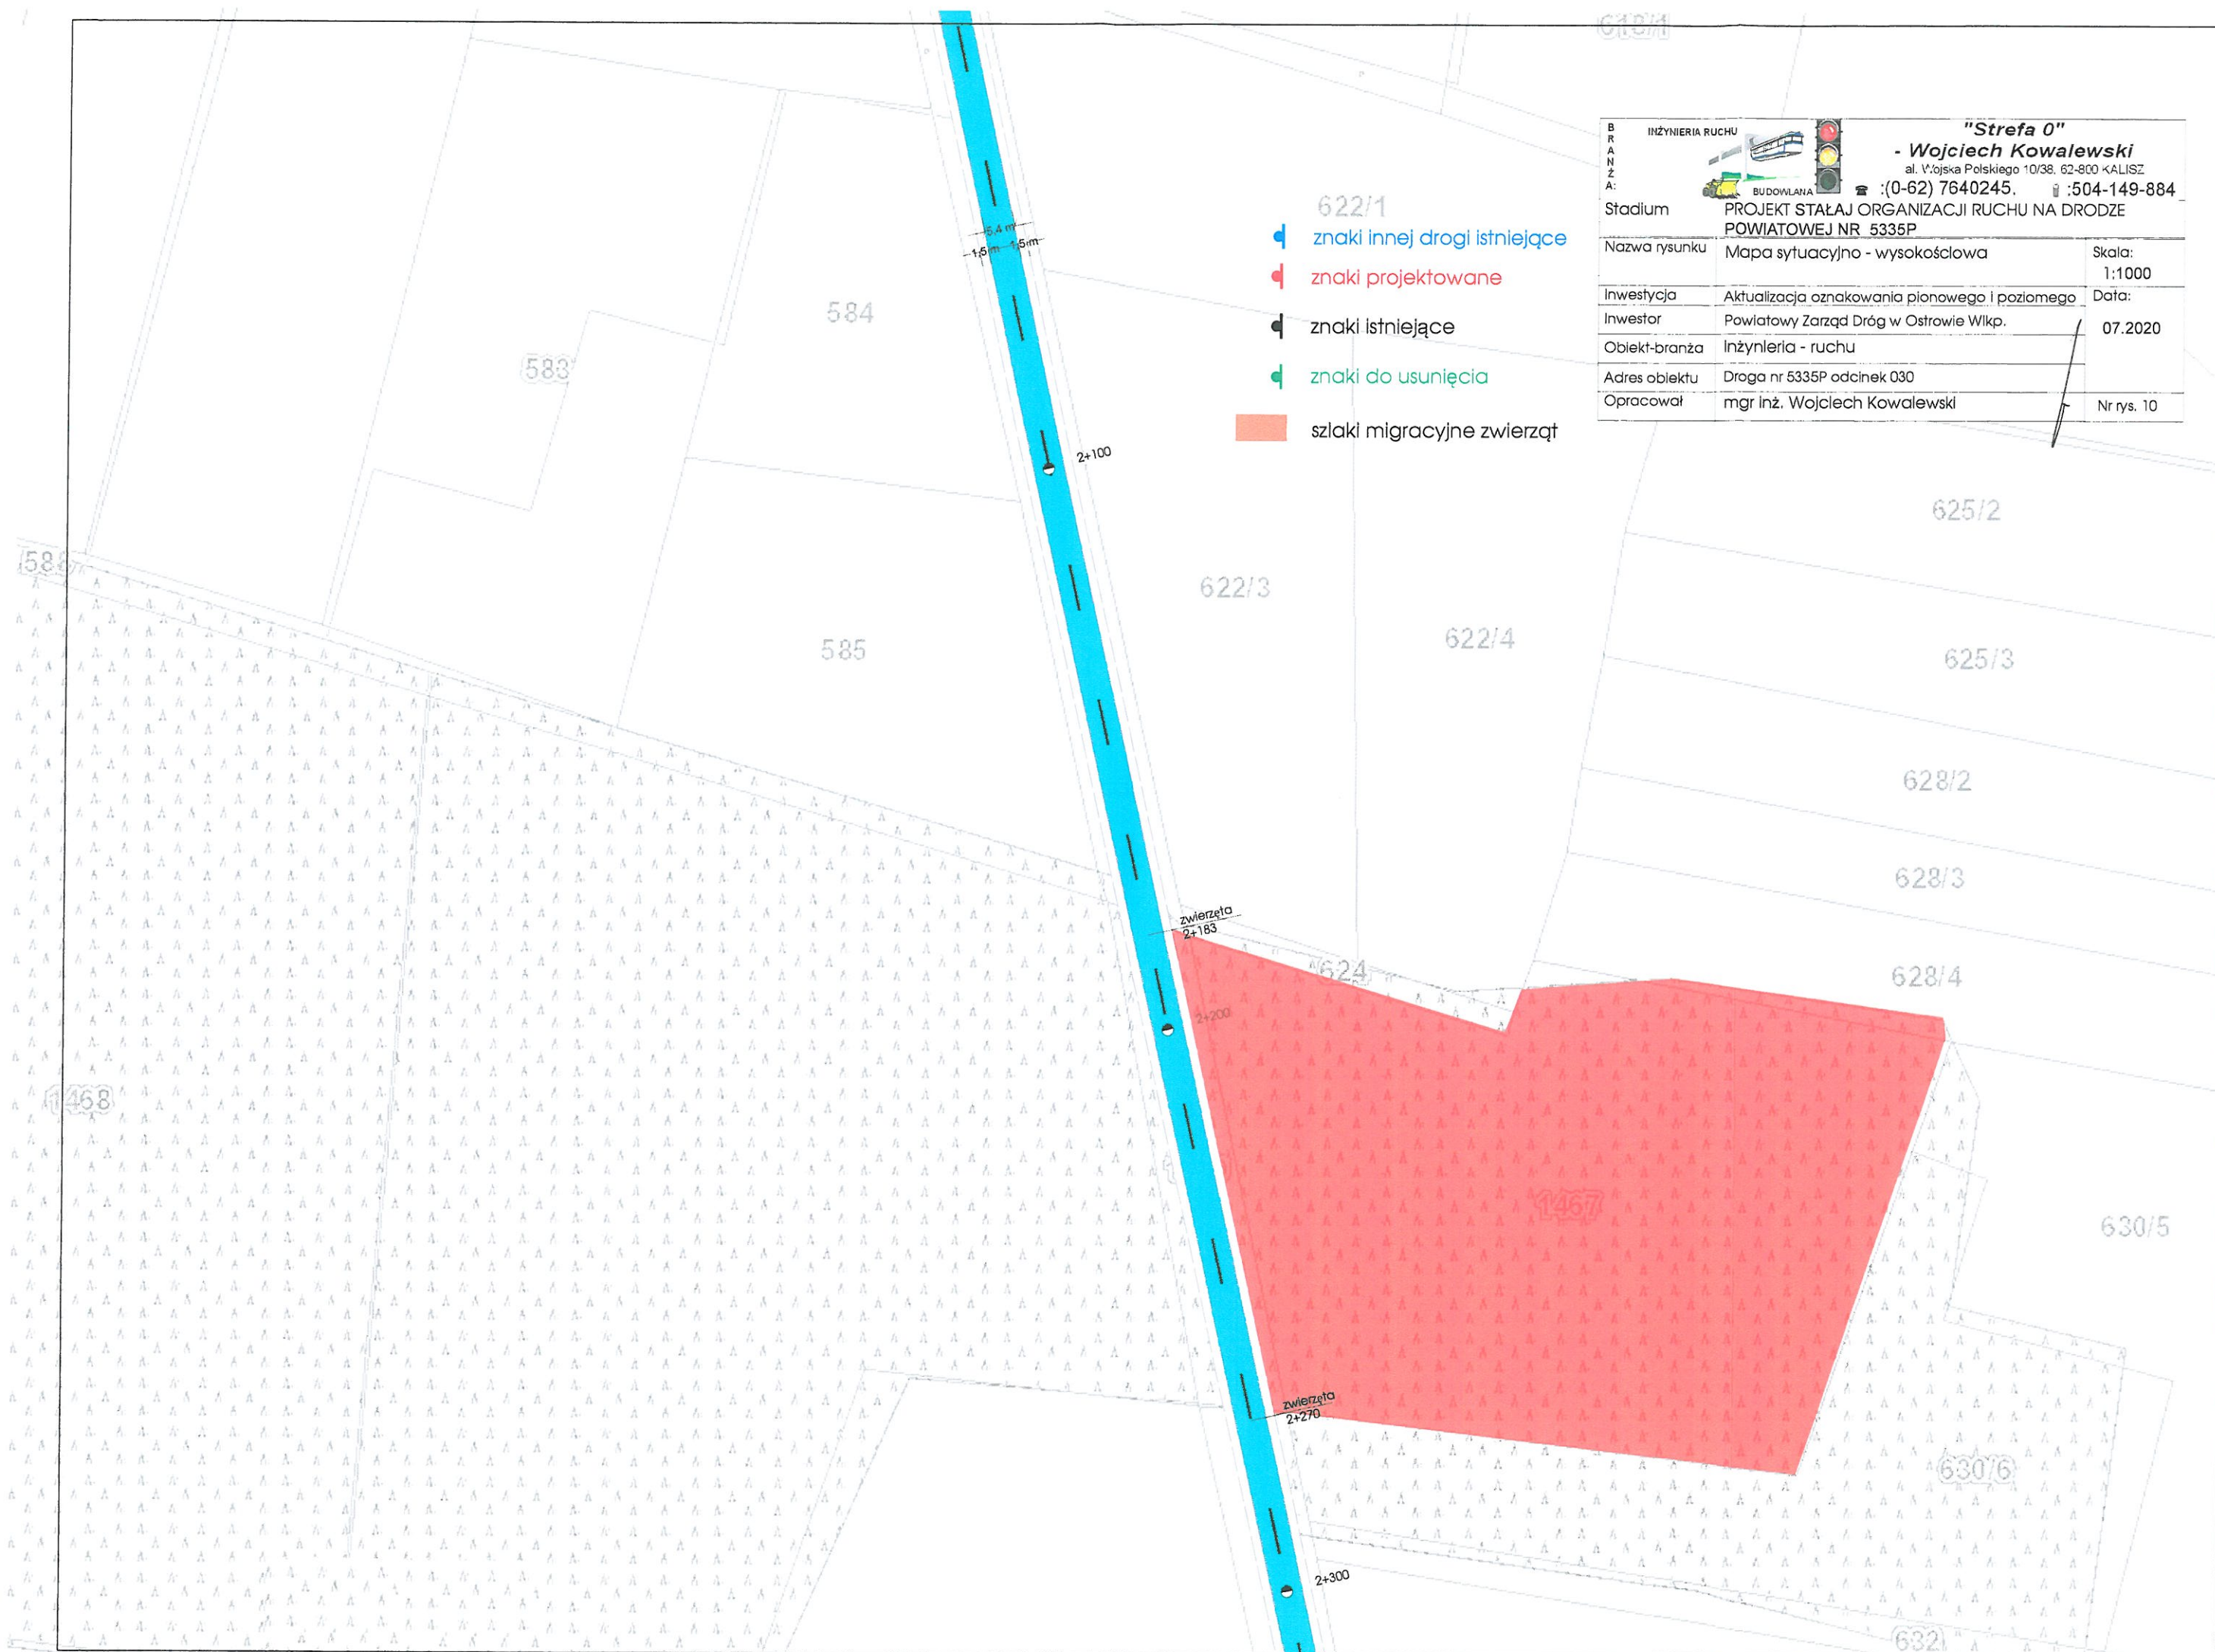 618/1
B
R
A
N
Ż
A:
INŻYNIERIA RUCHU
BUDOWLANA
"Strefa 0"
- Wojciech Kowalewski
al. Wojska Polskiego 10/38. 62-800 KALISZ
:(0-62) 7640245. :504-149-884
Stadium
PROJEKT STAŁAJ ORGANIZACJI RUCHU NA DRODZE
POWIATOWEJ NR 5335P
Nazwa rysunku
Mapa sytuacyjno - wysokościowa
Skala:
1:1000
Inwestycja
Aktualizacja oznakowania pionowego i poziomego
Data:
07.2020
Inwestor
Powiatowy Zarząd Dróg w Ostrowie Wlkp.
Obiekt-branża
Inżynieria - ruchu
Adres obiektu
Droga nr 5335P odcinek 030
Opracował
mgr inż. Wojciech Kowalewski
Nr rys. 10
622/1
znaki innej drogi istniejące
znaki projektowane
znaki istniejące
znaki do usunięcia
szlaki migracyjne zwierząt
5,4 m
1,5 m
1,5 m
584
583
2+100
625/2
622/3
585
622/4
625/3
628/2
628/3
zwierzęta
2+183
624
628/4
2+200
1468
1467
630/5
zwierzęta
2+270
630/6
2+300
632